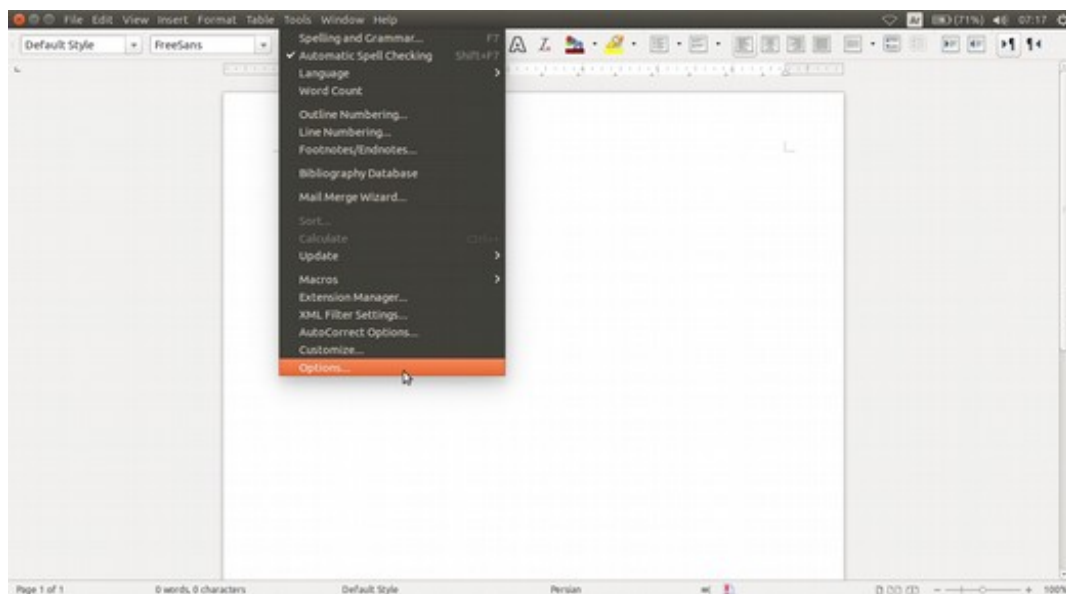 File Edit View Insert Format Table Tools Window Help
Ar (71%) 07:17
Default Style FreeSans
Spelling and Grammar... F7
Automatic Spell Checking Shift+F7
Language
Word Count
Outline Numbering...
Line Numbering...
Footnotes/Endnotes...
Bibliography Database
Mail Merge Wizard...
Sort...
Calculate Ctrl++
Update
Macros
Extension Manager...
XML Filter Settings...
AutoCorrect Options...
Customize...
Options...
Page 1 of 1 0 words, 0 characters Default Style Persian 100%